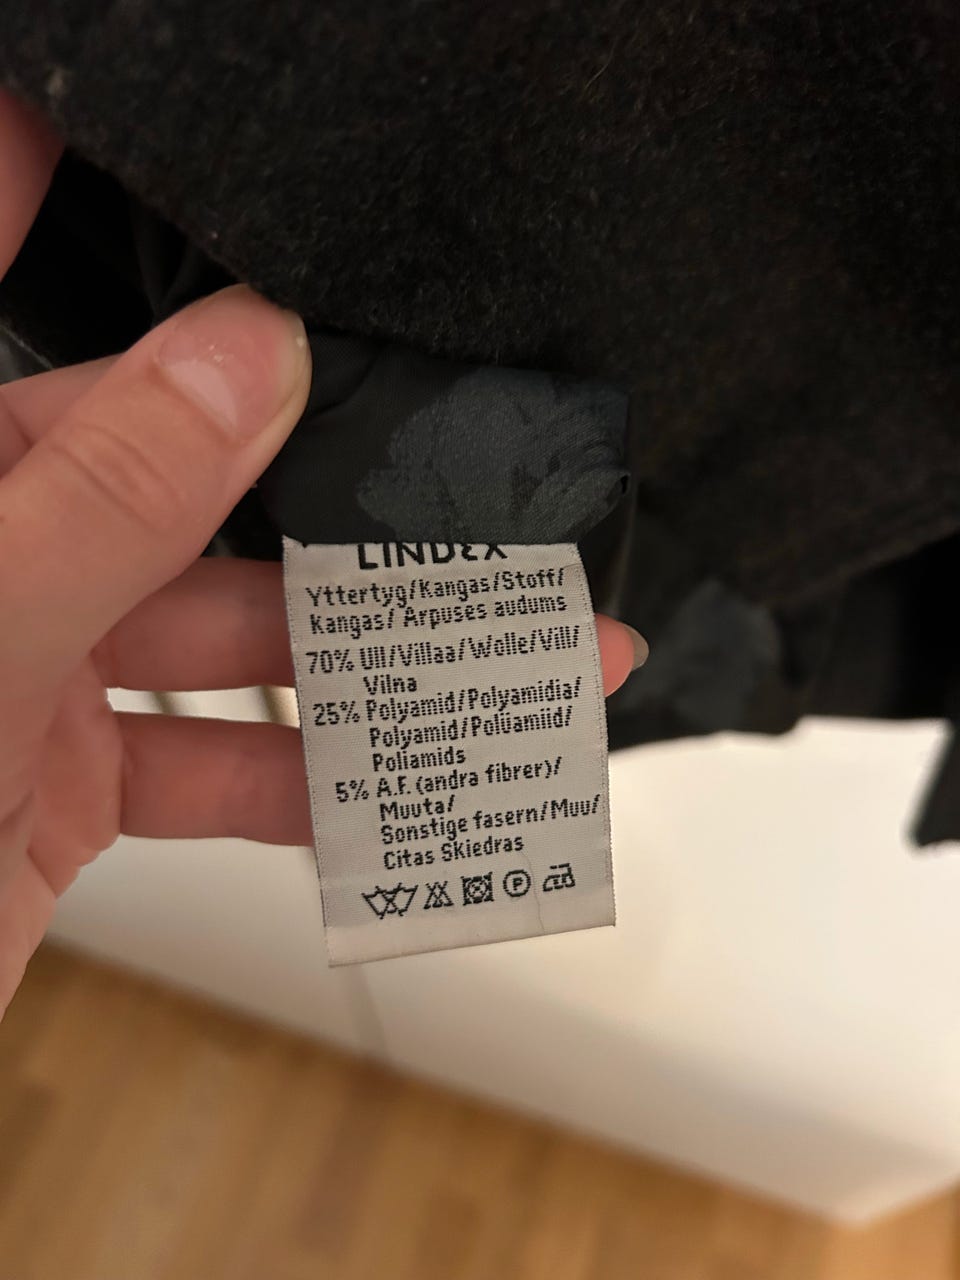 LINDEX
Yttertyg/Kangas/Stoff/
Kangas/ Arpuses audums
70% Ull/Villaa/Wolle/Vill/
Vilna
25% Polyamid/Polyamidia/
Polyamid/Polüamiid/
Poliamids
5% A.F. (andra fibrer)/
Muuta/
Sonstige fasern/Muu/
Citas Skiedras
P